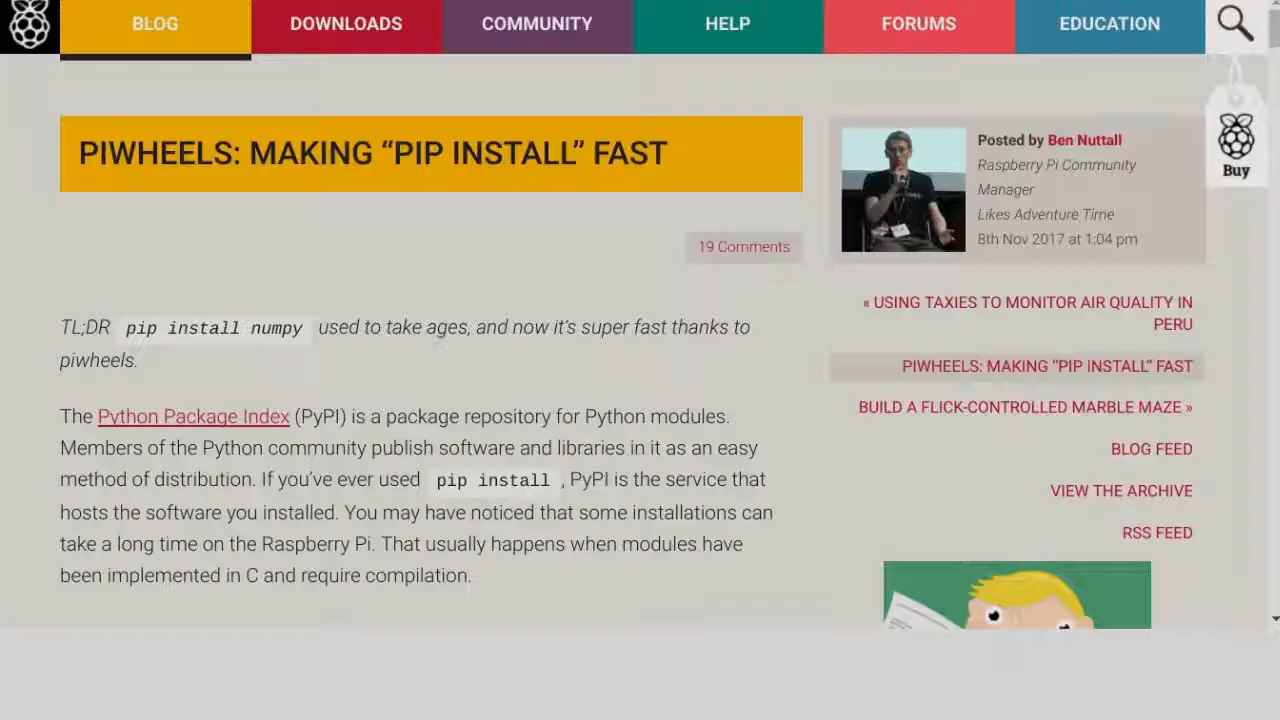 BLOG DOWNLOADS COMMUNITY HELP FORUMS EDUCATION
PIWHEELS: MAKING “PIP INSTALL” FAST
19 Comments
TL;DR pip install numpy used to take ages, and now it's super fast thanks to
piwheels.
The Python Package Index (PyPI) is a package repository for Python modules.
Members of the Python community publish software and libraries in it as an easy
method of distribution. If you've ever used pip install , PyPI is the service that
hosts the software you installed. You may have noticed that some installations can
take a long time on the Raspberry Pi. That usually happens when modules have
been implemented in C and require compilation.
Posted by Ben Nuttall
Raspberry Pi Community
Manager
Likes Adventure Time
8th Nov 2017 at 1:04 pm
Buy
« USING TAXIES TO MONITOR AIR QUALITY IN
PERU
PIWHEELS: MAKING “PIP INSTALL” FAST
BUILD A FLICK-CONTROLLED MARBLE MAZE »
BLOG FEED
VIEW THE ARCHIVE
RSS FEED